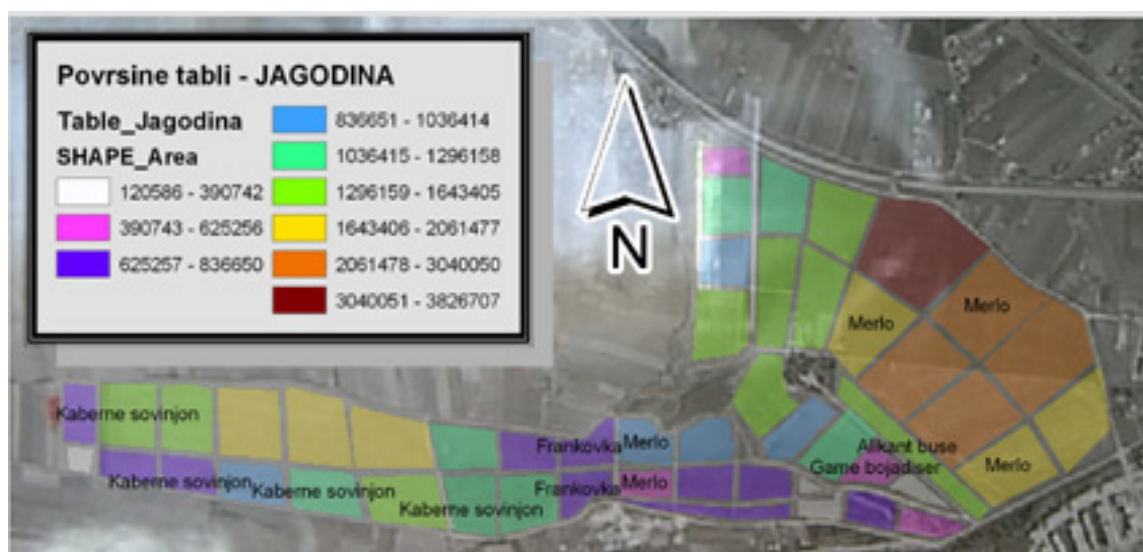 Povrsine tabli - JAGODINA
Table_Jagodina
SHAPE_Area
120586 - 390742
390743 - 625256
625257 - 836650
836651 - 1036414
1036415 - 1296158
1296159 - 1643405
1643406 - 2061477
2061478 - 3040050
3040051 - 3826707
N
Merlo
Merlo
Kaberne sovinjon
Frankovka
Merlo
Alikant buse
Game bojadiser
Merlo
Kaberne sovinjon
Kaberne sovinjon
Kaberne sovinjon
Frankovka
Merlo